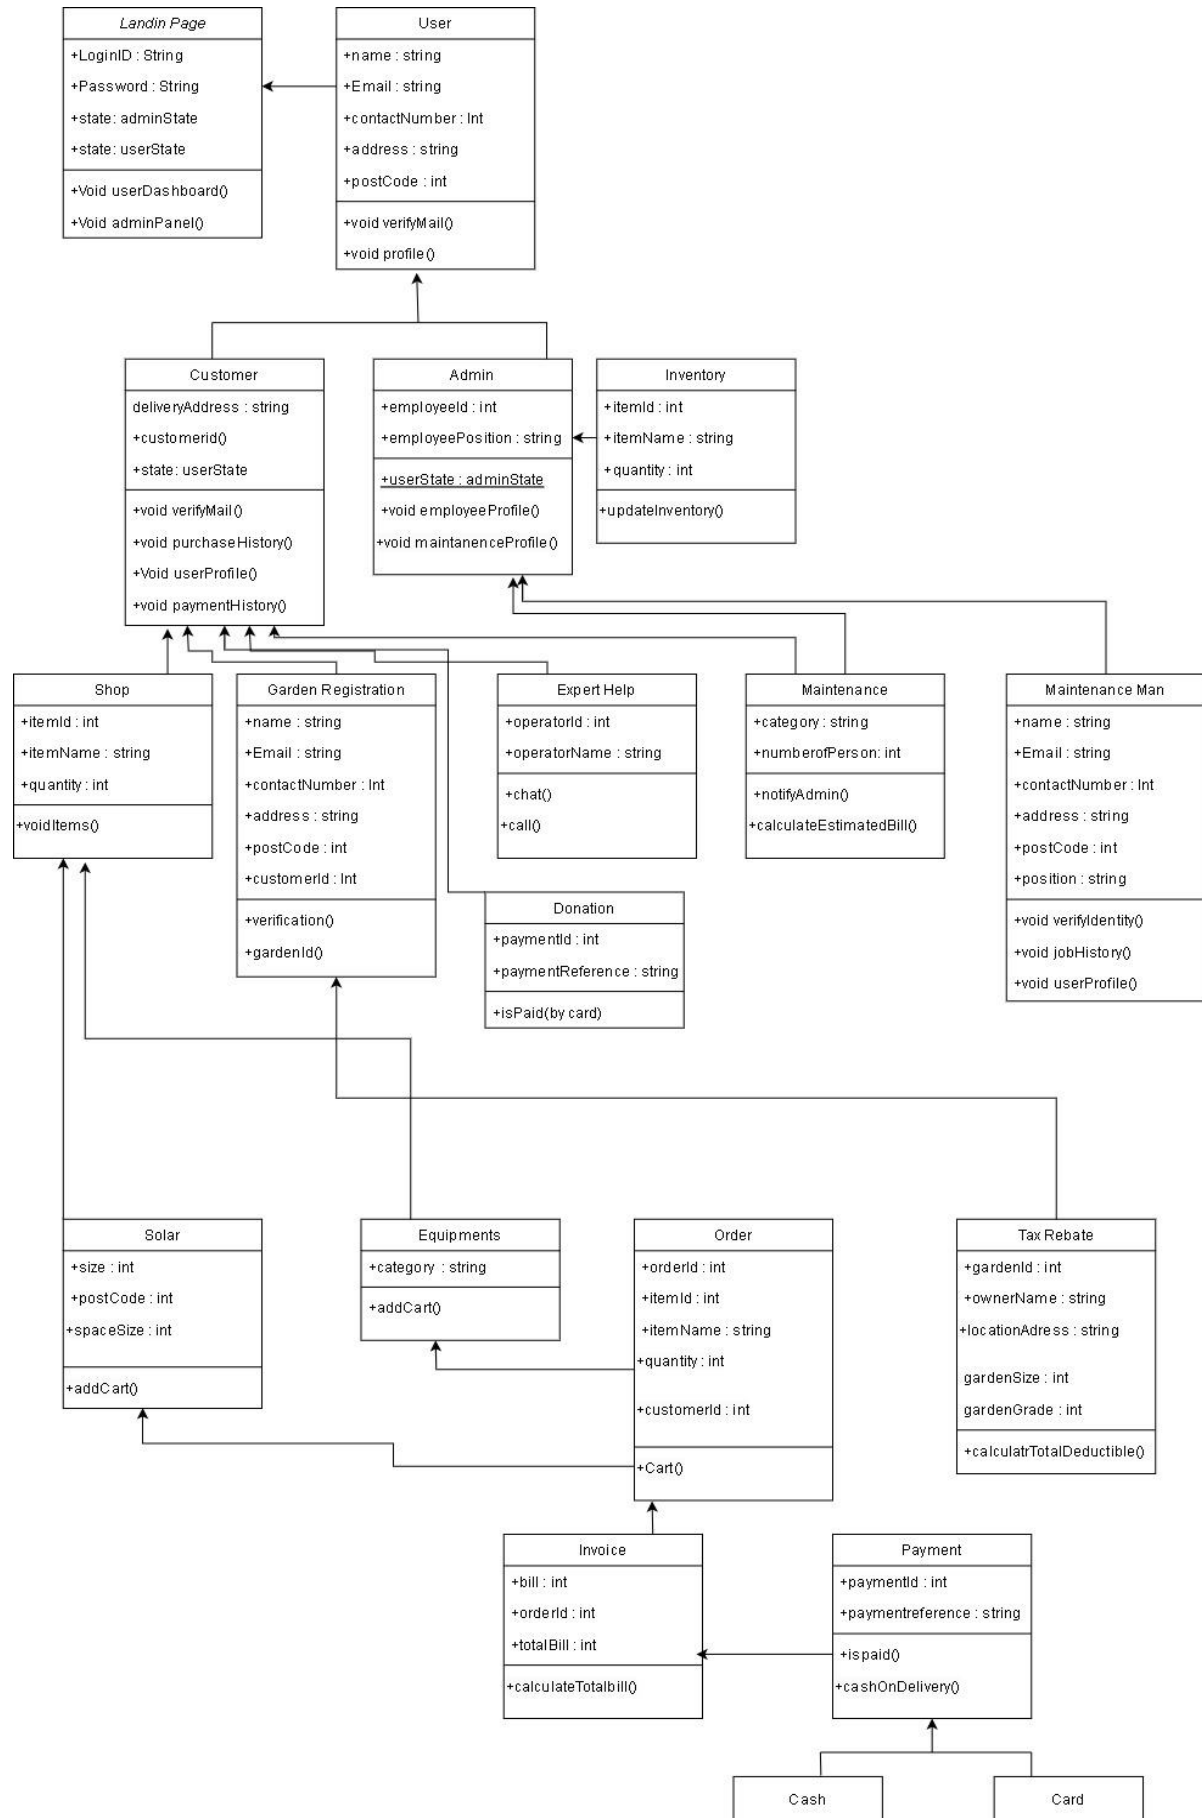 Landin Page
+LoginID : String
+Password : String
+state: adminState
+state: userState
+Void userDashboard()
+Void adminPanel()
User
+name : string
+Email : string
+contactNumber : Int
+address : string
+postCode : int
+void verifyMail()
+void profile()
Customer
deliveryAddress : string
+customerid()
+state: userState
+void verifyMail()
+void purchaseHistory()
+Void userProfile()
+void paymentHistory()
Admin
+employeeId : int
+employeePosition : string
+userState : adminState
+void employeeProfile()
+void maintanenceProfile()
Inventory
+itemId : int
+itemName : string
+quantity : int
+updateInventory()
Shop
+itemId : int
+itemName : string
+quantity : int
+voidItems()
Garden Registration
+name : string
+Email : string
+contactNumber : Int
+address : string
+postCode : int
+customerId : Int
+verification()
+gardenId()
Expert Help
+operatorId : int
+operatorName : string
+chat()
+call()
Maintenance
+category : string
+numberofPerson: int
+notifyAdmin()
+calculateEstimatedBill()
Maintenance Man
+name : string
+Email : string
+contactNumber : Int
+address : string
+postCode : int
+position : string
+void verifyIdentity()
+void jobHistory()
+void userProfile()
Donation
+paymentId : int
+paymentReference : string
+isPaid(by card)
Solar
+size : int
+postCode : int
+spaceSize : int
+addCart()
Equipments
+category : string
+addCart()
Order
+orderId : int
+itemId : int
+itemName : string
+quantity : int
+customerId : int
+Cart()
Tax Rebate
+gardenId : int
+ownerName : string
+locationAdress : string
gardenSize : int
gardenGrade : int
+calculatrTotalDeductible()
Invoice
+bill : int
+orderId : int
+totalBill : int
+calculateTotalbill()
Payment
+paymentId : int
+paymentreference : string
+ispaid()
+cashOnDelivery()
Cash
Card